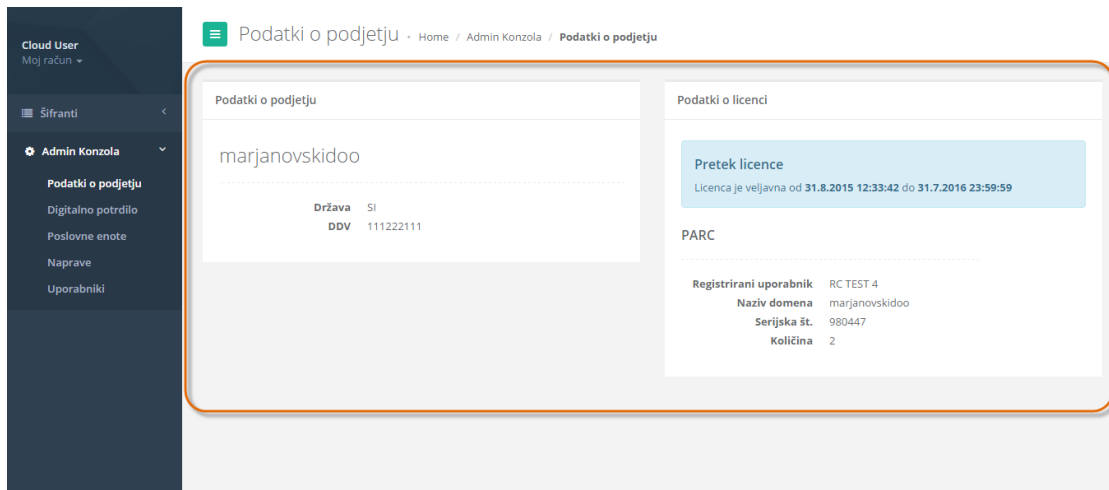 Cloud User
Moj račun
Šifranti
Admin Konzola
Podatki o podjetju
Digitalno potrdilo
Poslovne enote
Naprave
Uporabniki
Podatki o podjetju • Home / Admin Konzola / Podatki o podjetju
Podatki o podjetju
marjanovskidoo
Država SI
DDV 111222111
Podatki o licenci
Pretek licence
Licenca je veljavna od 31.8.2015 12:33:42 do 31.7.2016 23:59:59
PARC
Registrirani uporabnik RC TEST 4
Naziv domena marjanovskidoo
Serijska št. 980447
Količina 2